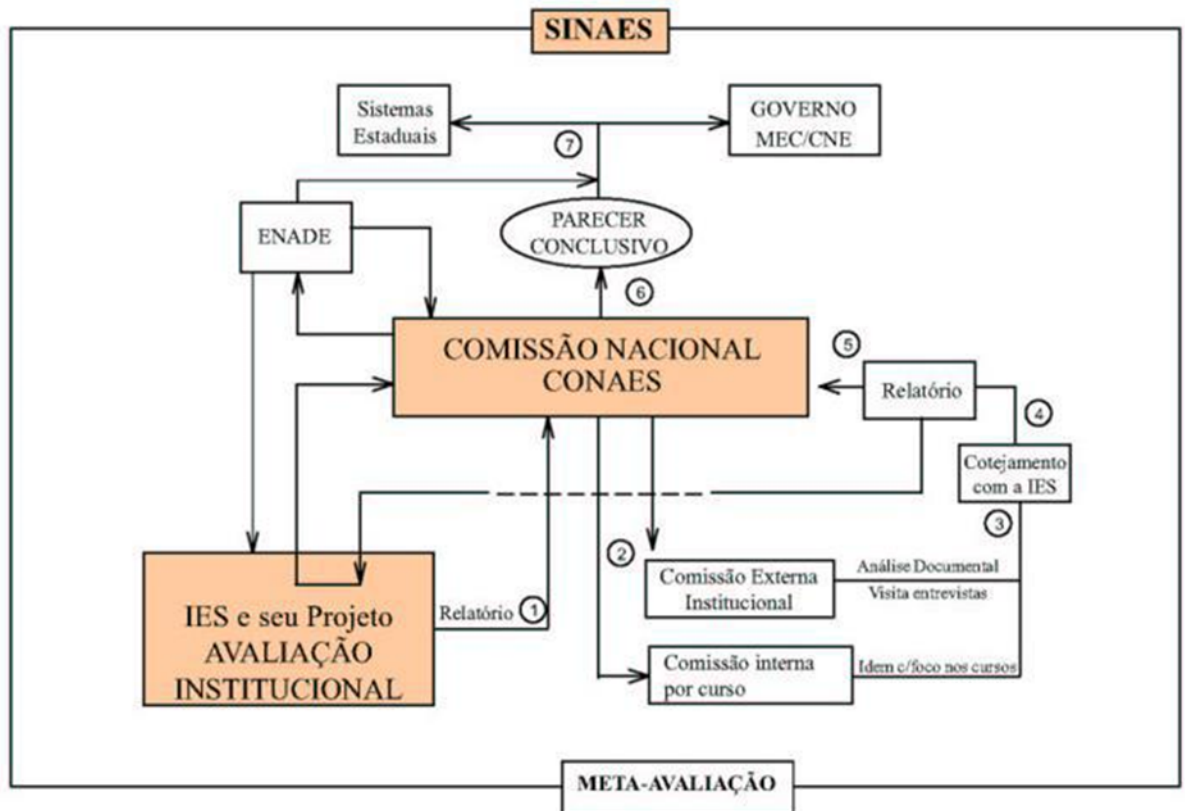 SINAES
Sistemas
Estaduais
GOVERNO
MEC/CNE
7
ENADE
PARECER
CONCLUSIVO
6
COMISSÃO NACIONAL
CONAES
5
Relatório
4
Cotejamento
com a IES
3
2
Comissão Externa
Institucional
Análise Documental
Visita entrevistas
IES e seu Projeto
AVALIAÇÃO
INSTITUCIONAL
Relatório 1
Comissão interna
por curso
Idem c/foco nos cursos
META-AVALIAÇÃO